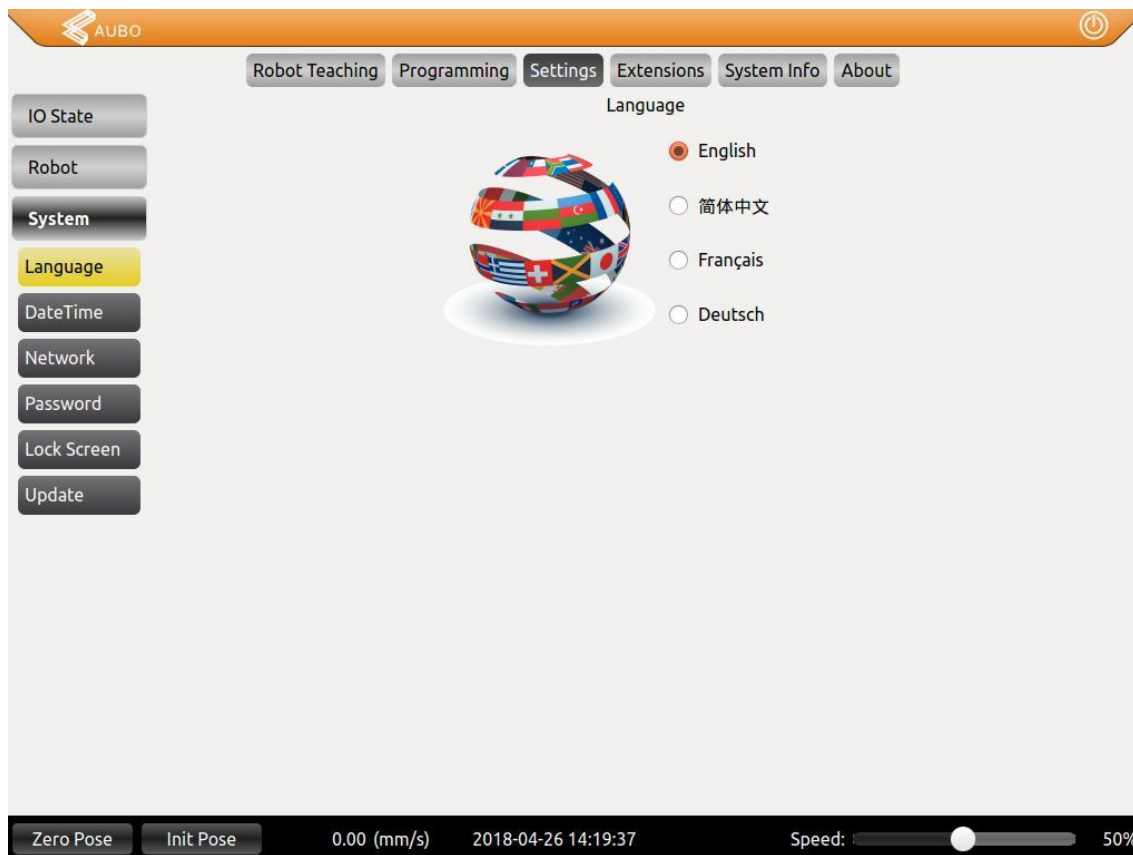 AUBO
Robot Teaching Programming Settings Extensions System Info About
IO State
Robot
System
Language
DateTime
Network
Password
Lock Screen
Update
Language
English
简体中文
Français
Deutsch
Zero Pose Init Pose 0.00 (mm/s) 2018-04-26 14:19:37 Speed: 50%